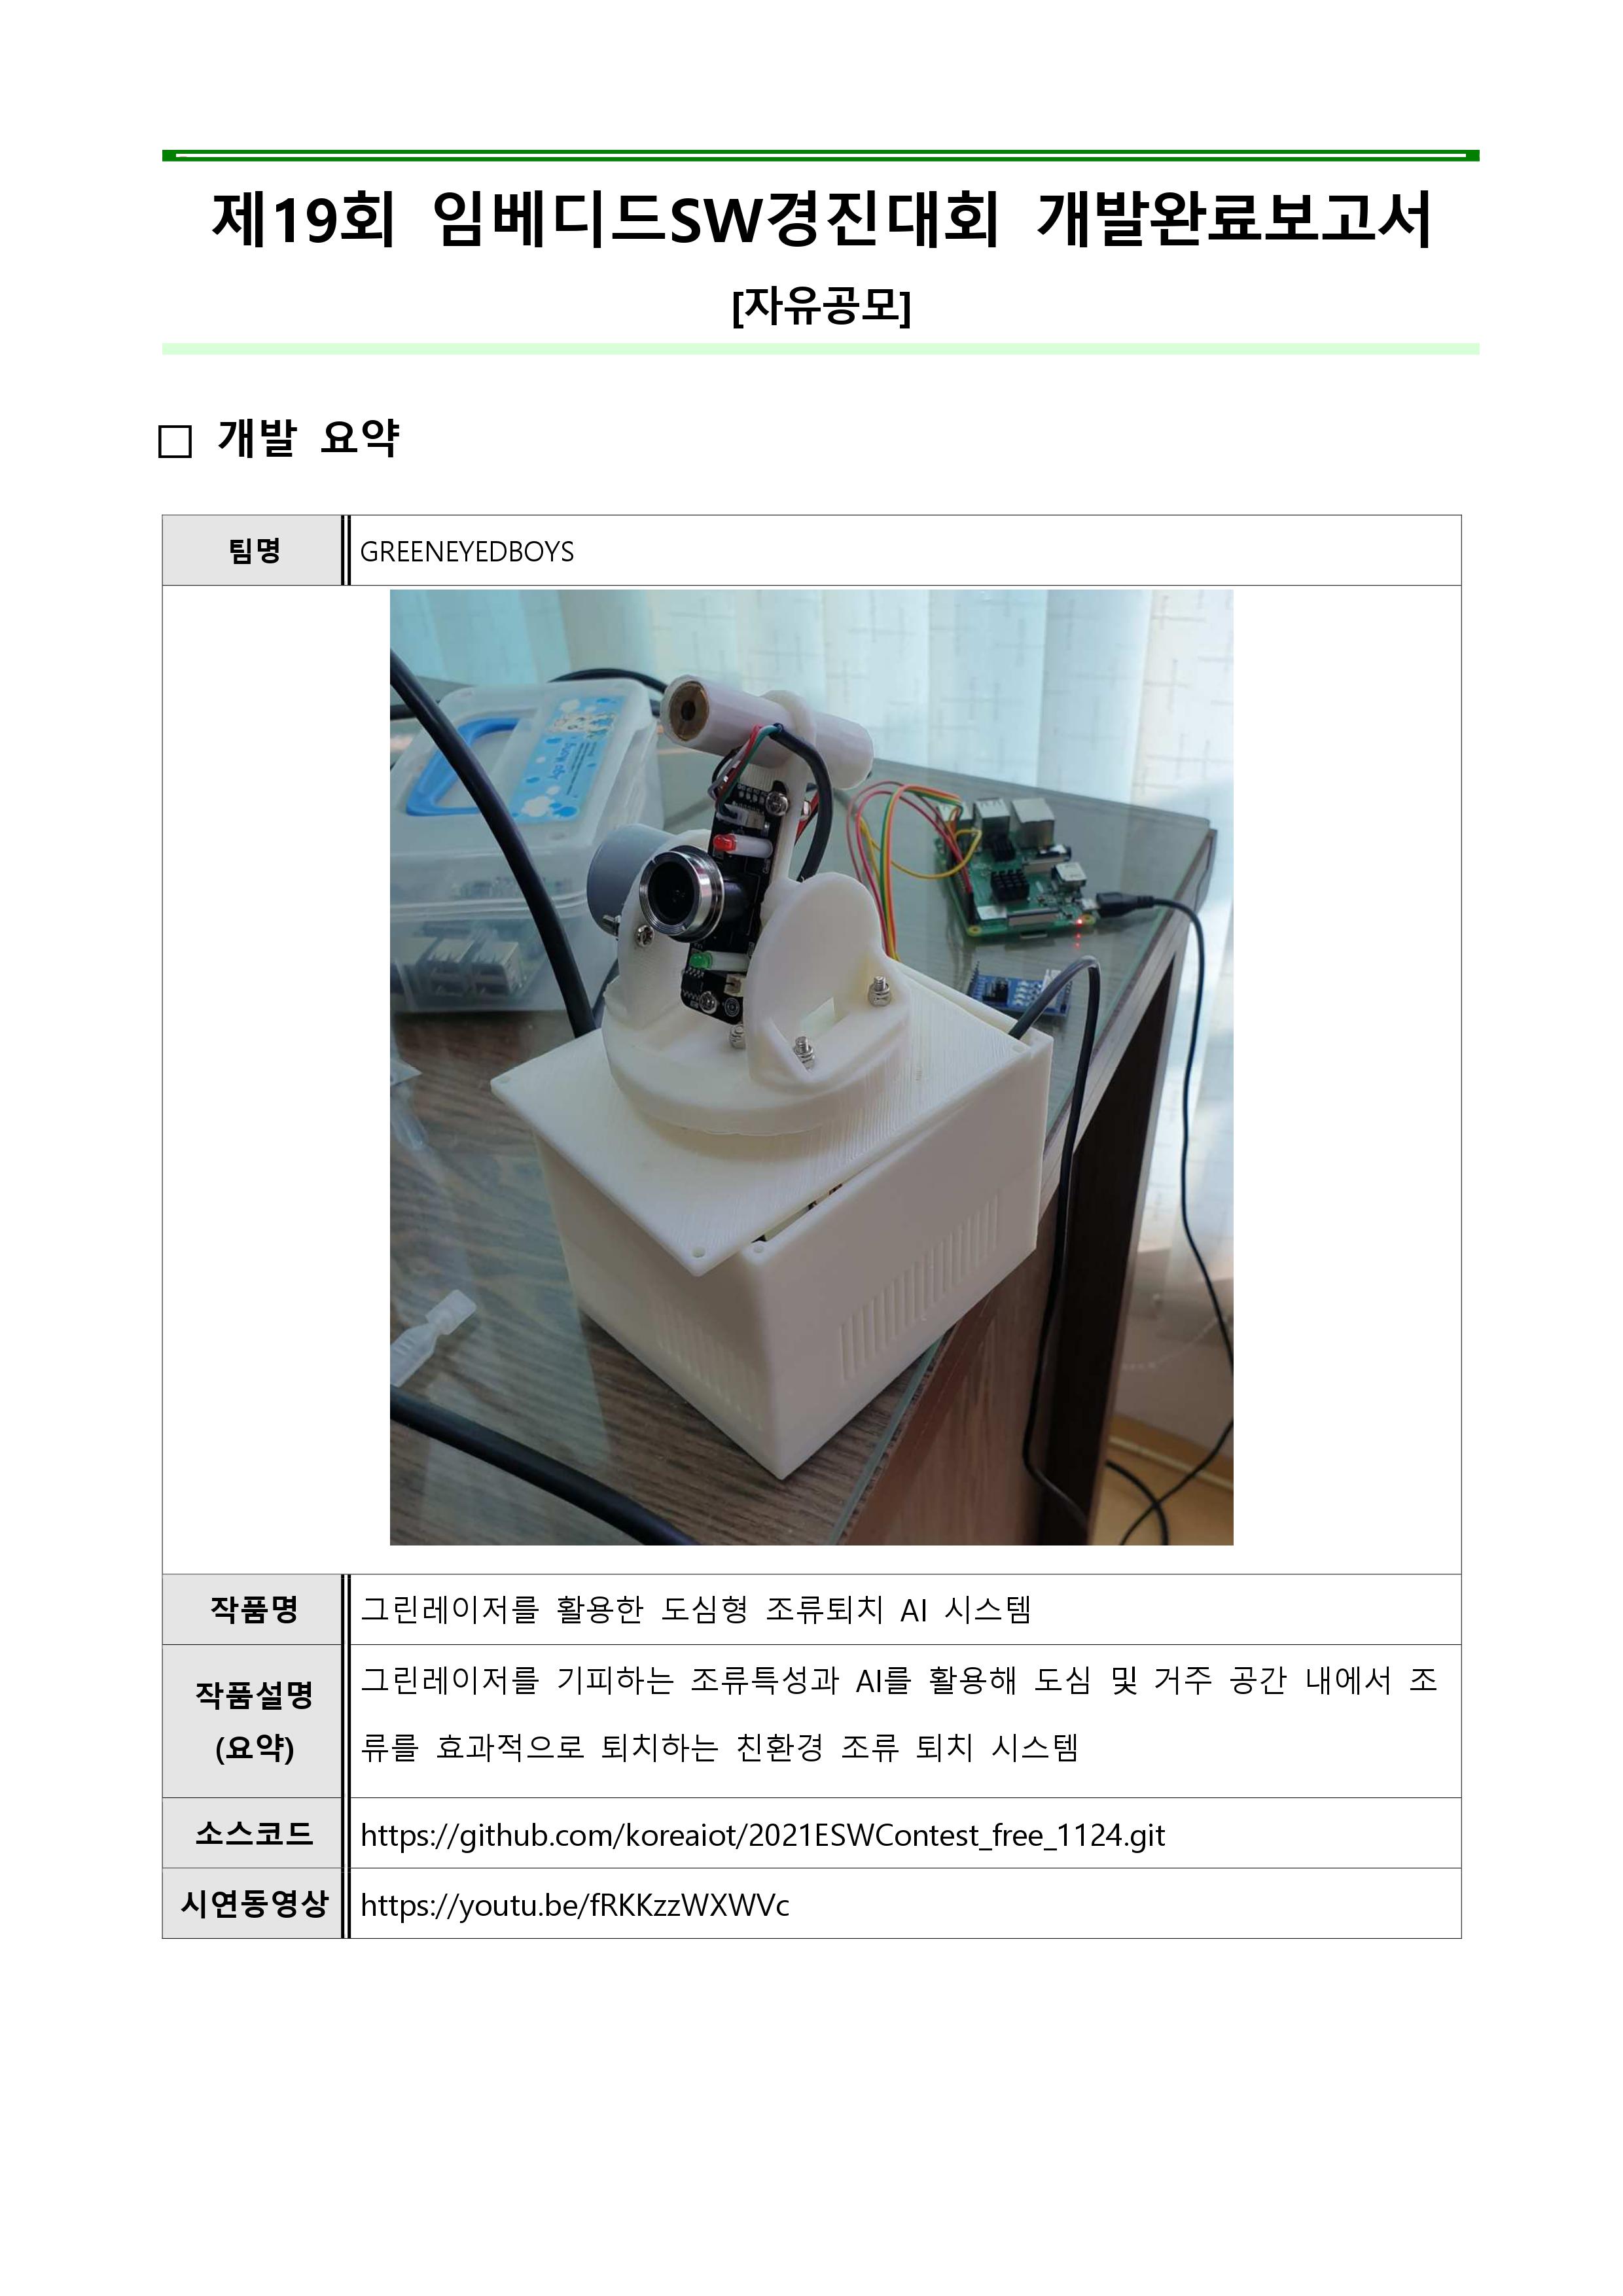 제19회 임베디드SW경진대회 개발완료보고서
[자유공모]
□ 개발 요약
팀명
GREENEYEDBOYS
작품명
그린레이저를 활용한 도심형 조류퇴치 AI 시스템
작품설명
(요약)
그린레이저를 기피하는 조류특성과 AI를 활용해 도심 및 거주 공간 내에서 조
류를 효과적으로 퇴치하는 친환경 조류 퇴치 시스템
소스코드
https://github.com/koreaiot/2021ESWContest_free_1124.git
시연동영상
https://youtu.be/fRKKzzWXWVc